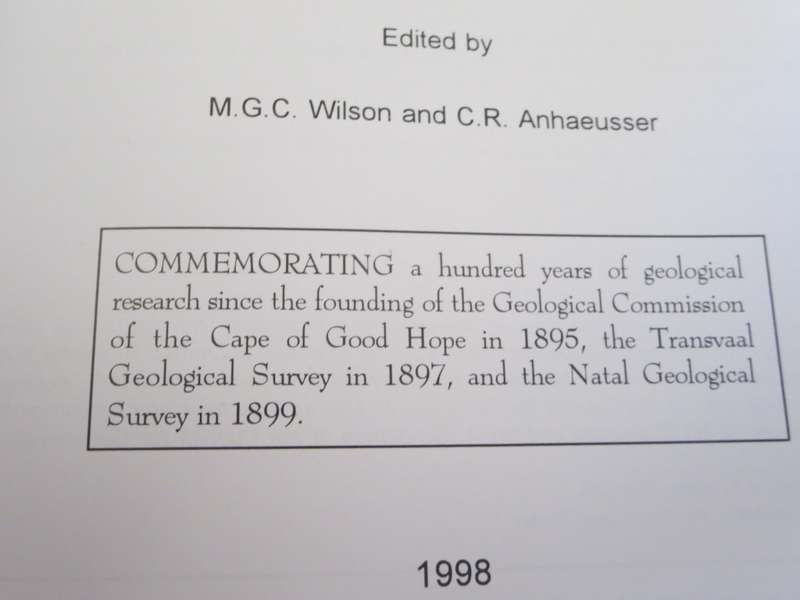 Edited by
M.G.C. Wilson and C.R. Anhaeusser
COMMEMORATING a hundred years of geological
research since the founding of the Geological Commission
of the Cape of Good Hope in 1895, the Transvaal
Geological Survey in 1897, and the Natal Geological
Survey in 1899.
1998